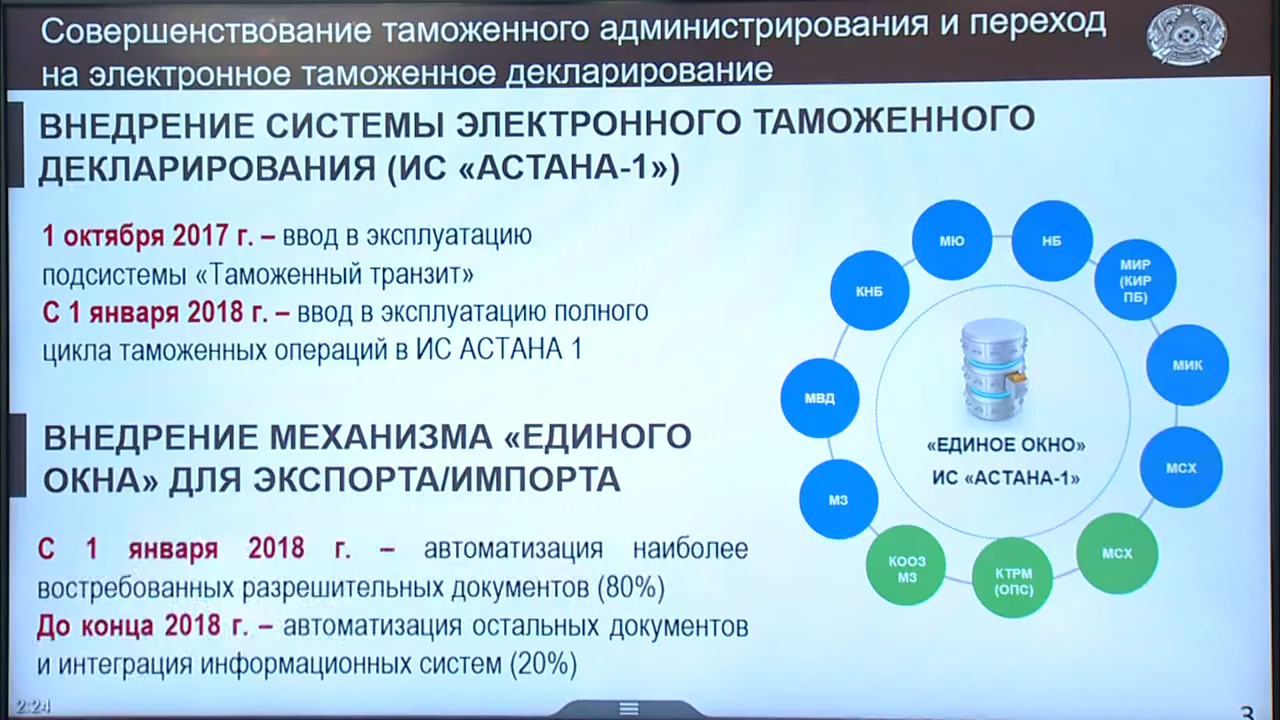 Совершенствование таможенного администрирования и переход
на электронное таможенное декларирование
ВНЕДРЕНИЕ СИСТЕМЫ ЭЛЕКТРОННОГО ТАМОЖЕННОГО
ДЕКЛАРИРОВАНИЯ (ИС «АСТАНА-1»)
1 октября 2017 г. – ввод в эксплуатацию
подсистемы «Таможенный транзит»
С 1 января 2018 г. – ввод в эксплуатацию полного
цикла таможенных операций в ИС АСТАНА 1
ВНЕДРЕНИЕ МЕХАНИЗМА «ЕДИНОГО
ОКНА» ДЛЯ ЭКСПОРТА/ИМПОРТА
С 1 января 2018 г. – автоматизация наиболее
востребованных разрешительных документов (80%)
До конца 2018 г. – автоматизация остальных документов
и интеграция информационных систем (20%)
МЮ
НБ
МИР
(КИР
ПБ)
КНБ
МИК
МВД
«ЕДИНОЕ ОКНО»
ИС «АСТАНА-1»
МСХ
МЗ
КООЗ
МЗ
КТРМ
(ОПС)
МСХ
2:24
3